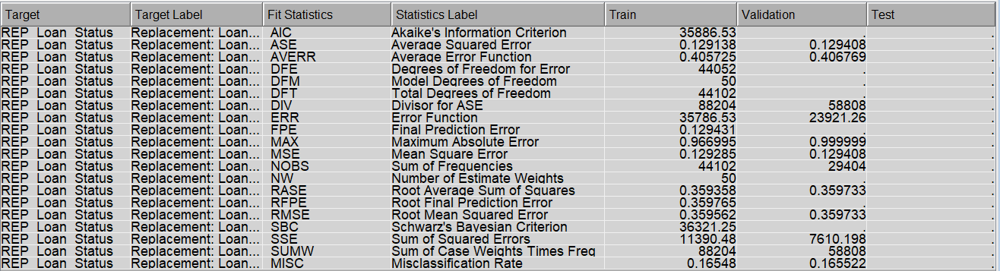 Target Target Label Fit Statistics Statistics Label Train Validation Test
REP Loan Status Replacement: Loan... AIC Akaike's Information Criterion 35886.53 . .
REP Loan Status Replacement: Loan... ASE Average Squared Error 0.129138 0.129408 .
REP Loan Status Replacement: Loan... AVERR Average Error Function 0.405725 0.406769 .
REP Loan Status Replacement: Loan... DFE Degrees of Freedom for Error 44052 . .
REP Loan Status Replacement: Loan... DFM Model Degrees of Freedom 50 . .
REP Loan Status Replacement: Loan... DFT Total Degrees of Freedom 44102 . .
REP Loan Status Replacement: Loan... DIV Divisor for ASE 88204 58808 .
REP Loan Status Replacement: Loan... ERR Error Function 35786.53 23921.26 .
REP Loan Status Replacement: Loan... FPE Final Prediction Error 0.129431 . .
REP Loan Status Replacement: Loan... MAX Maximum Absolute Error 0.966995 0.999999 .
REP Loan Status Replacement: Loan... MSE Mean Square Error 0.129285 0.129408 .
REP Loan Status Replacement: Loan... NOBS Sum of Frequencies 44102 29404 .
REP Loan Status Replacement: Loan... NW Number of Estimate Weights 50 . .
REP Loan Status Replacement: Loan... RASE Root Average Sum of Squares 0.359358 0.359733 .
REP Loan Status Replacement: Loan... RFPE Root Final Prediction Error 0.359765 . .
REP Loan Status Replacement: Loan... RMSE Root Mean Squared Error 0.359562 0.359733 .
REP Loan Status Replacement: Loan... SBC Schwarz's Bayesian Criterion 36321.25 . .
REP Loan Status Replacement: Loan... SSE Sum of Squared Errors 11390.48 7610.198 .
REP Loan Status Replacement: Loan... SUMW Sum of Case Weights Times Freq 88204 58808 .
REP Loan Status Replacement: Loan... MISC Misclassification Rate 0.16548 0.165522 .